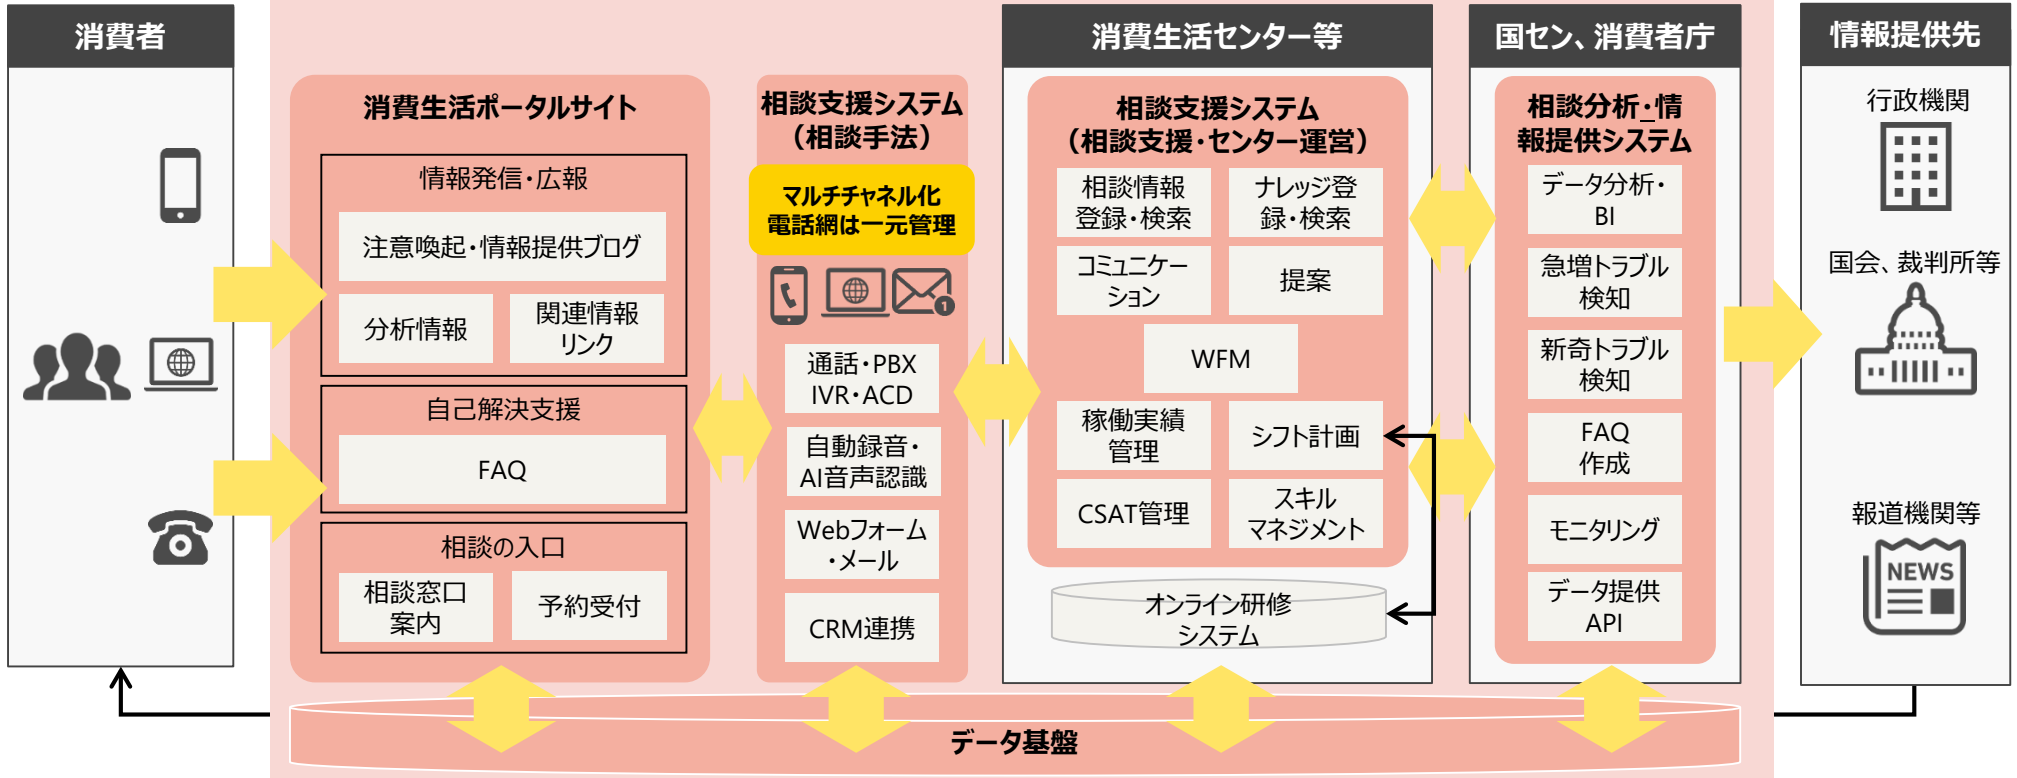 消費者
消費生活ポータルサイト
情報発信・広報
注意喚起・情報提供ブログ
分析情報
関連情報
リンク
自己解決支援
FAQ
相談の入口
相談窓口
案内
予約受付
相談支援システム
（相談手法）
マルチチャネル化
電話網は一元管理
1
通話・PBX
IVR・ACD
自動録音・
AI音声認識
Webフォーム
・メール
CRM連携
消費生活センター等
相談支援システム
（相談支援・センター運営）
相談情報
登録・検索
ナレッジ登
録・検索
コミュニケー
ション
提案
WFM
稼働実績
管理
シフト計画
CSAT管理
スキル
マネジメント
オンライン研修
システム
国セン、消費者庁
相談分析・情
報提供システム
データ分析・
BI
急増トラブル
検知
新奇トラブル
検知
FAQ
作成
モニタリング
データ提供
API
情報提供先
行政機関
国会、裁判所等
報道機関等
NEWS
データ基盤